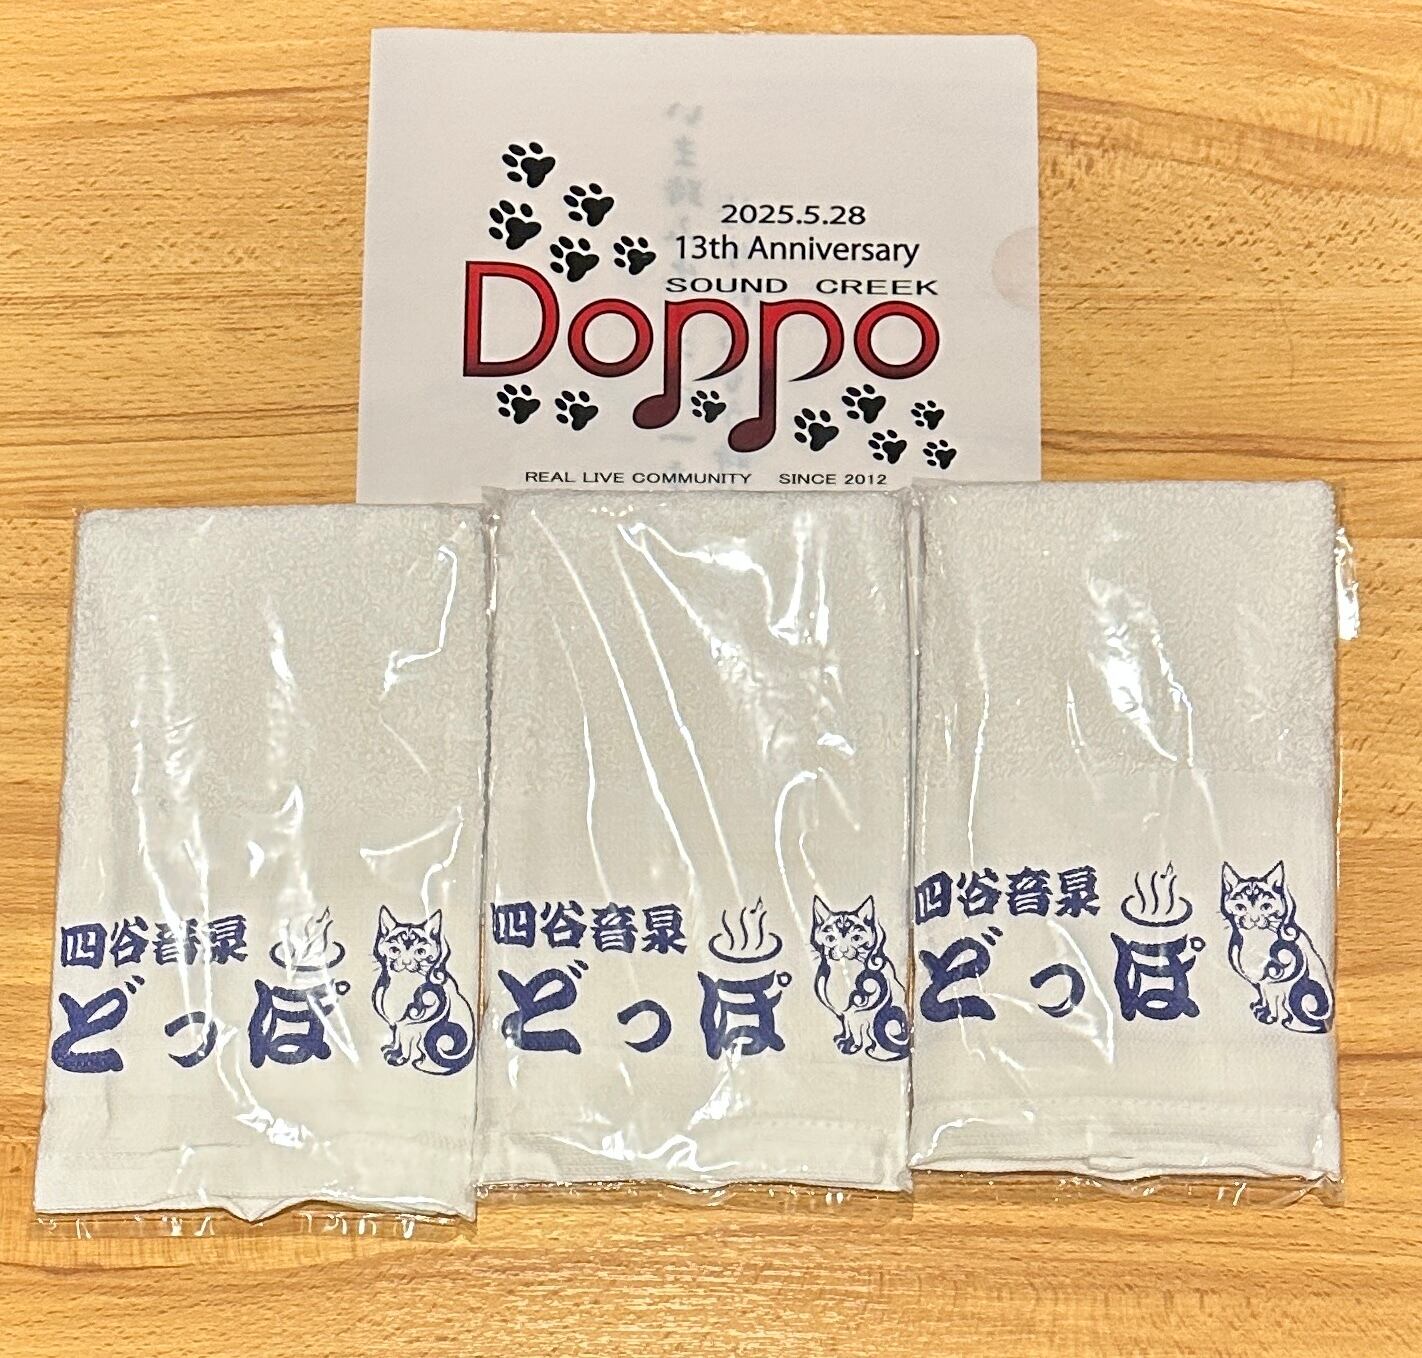 2025.5.28
13th Anniversary
SOUND CREEK
Doppo
REAL LIVE COMMUNITY SINCE 2012
四谷音泉
どっぽ
四谷音泉
どっぽ
四谷音泉
どっぽ